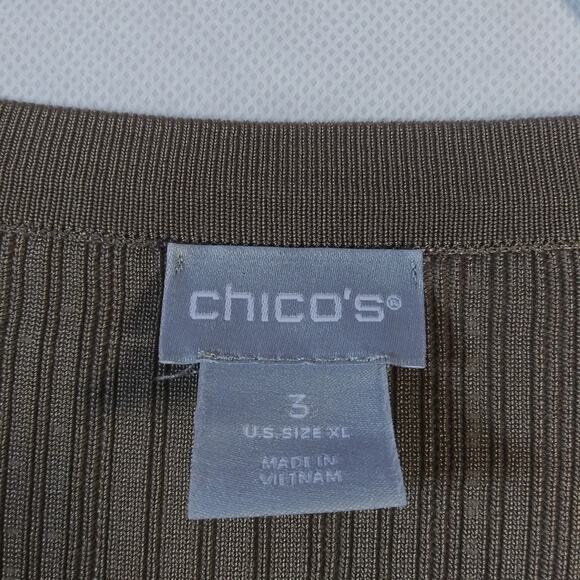 chico's®
3
U.S. SIZE XL
MADE IN
VIETNAM